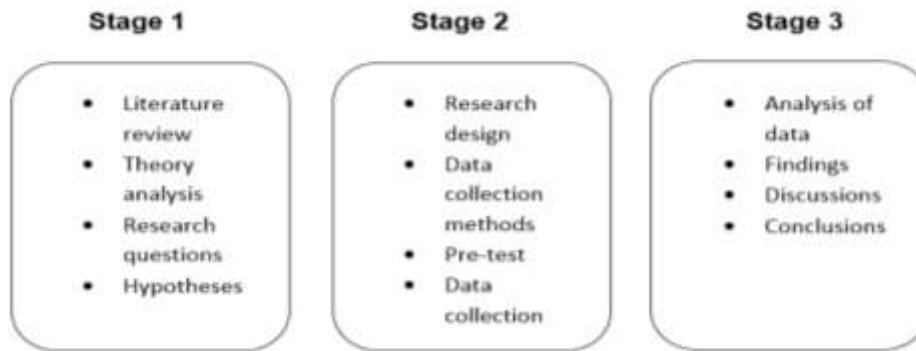 Stage 1
Literature
review
Theory
analysis
Research
questions
Hypotheses
Stage 2
Research
design
Data
collection
methods
Pre-test
Data
collection
Stage 3
Analysis of
data
Findings
Discussions
Conclusions